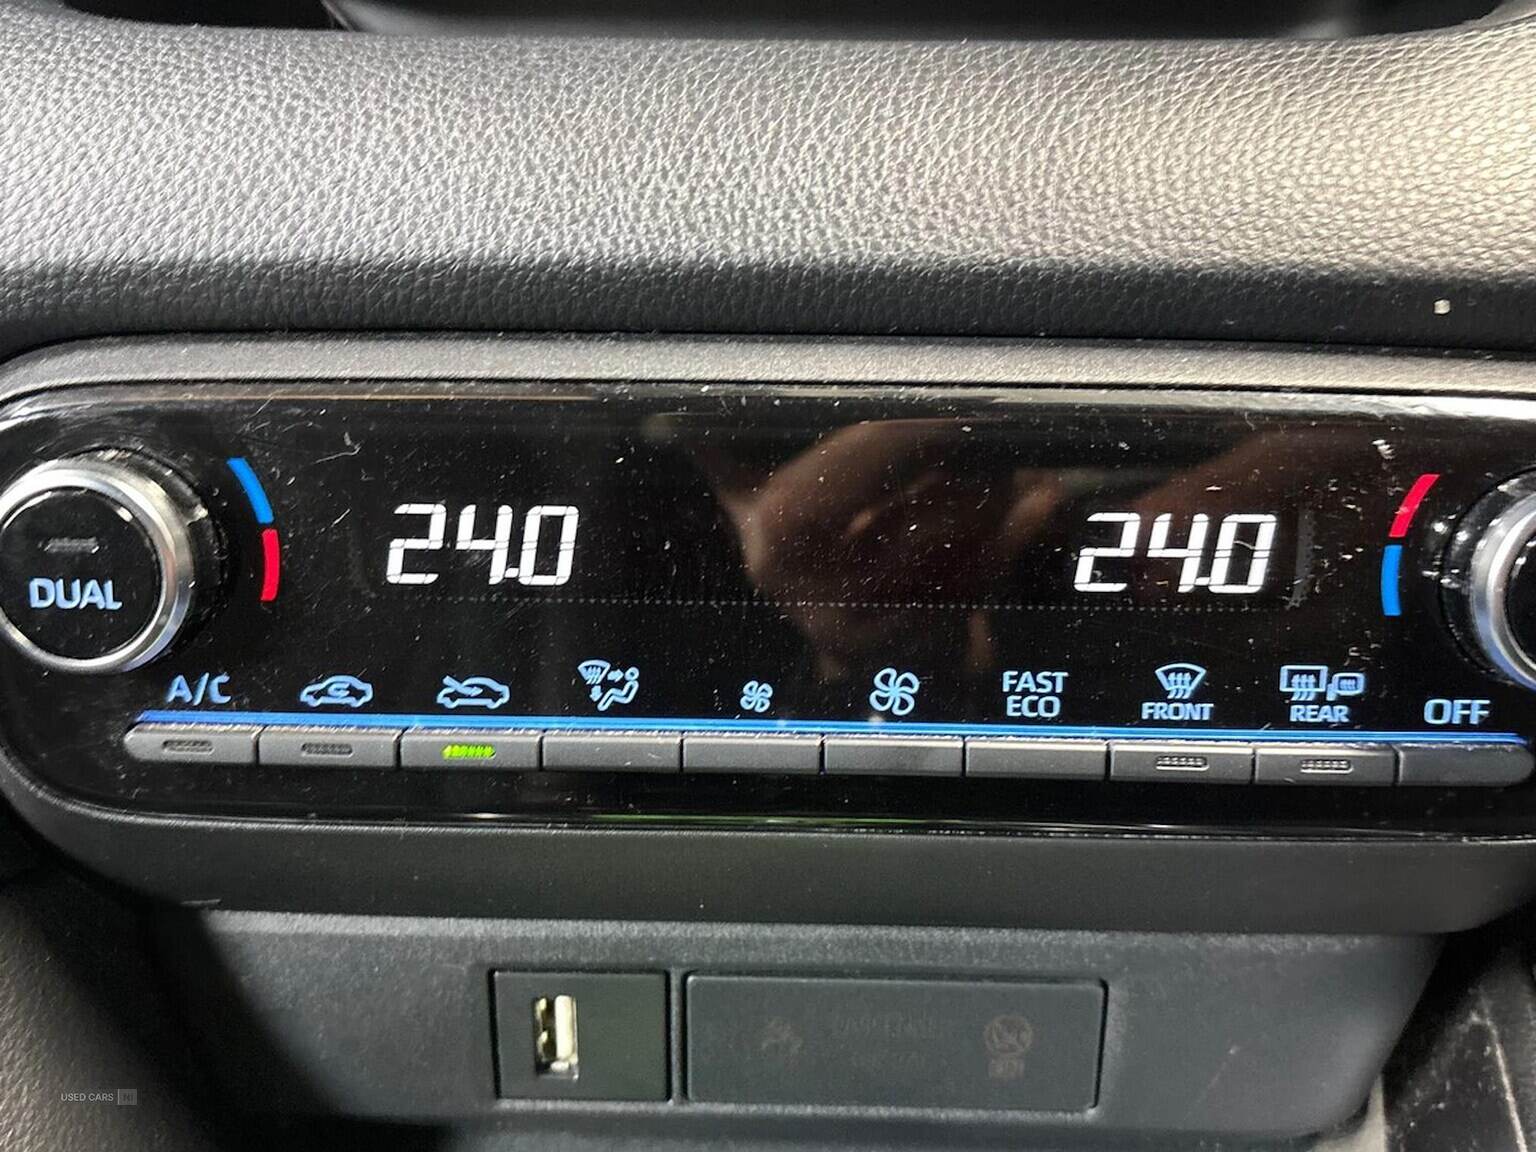 24.0
24.0
DUAL
A/C
FAST
ECO
FRONT
REAR
OFF
USED CARS NI